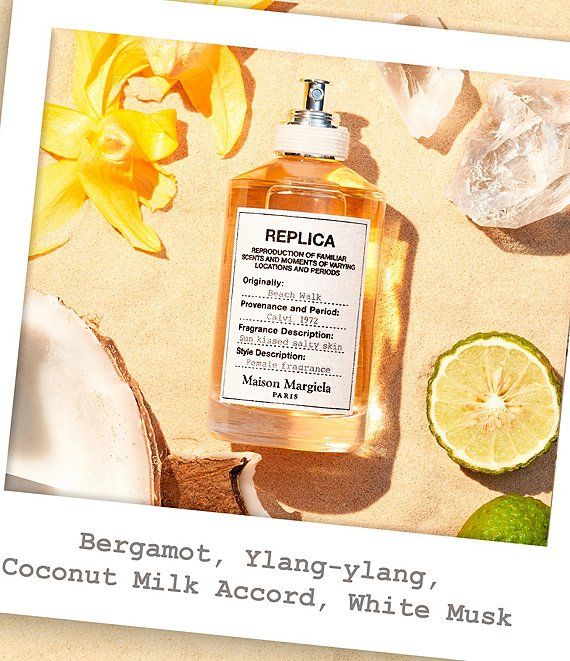 REPLICA
REPRODUCTION OF FAMILIAR
SCENTS AND MOMENTS OF VARYING
LOCATIONS AND PERIODS
Originally:
Beach Walk
Provenance and Period:
Calvi, 1972
Fragrance Description:
Sun kissed salty skin
Style Description:
Female fragrance
Maison Margiela
PARIS
Bergamot, Ylang-ylang,
Coconut Milk Accord, White Musk